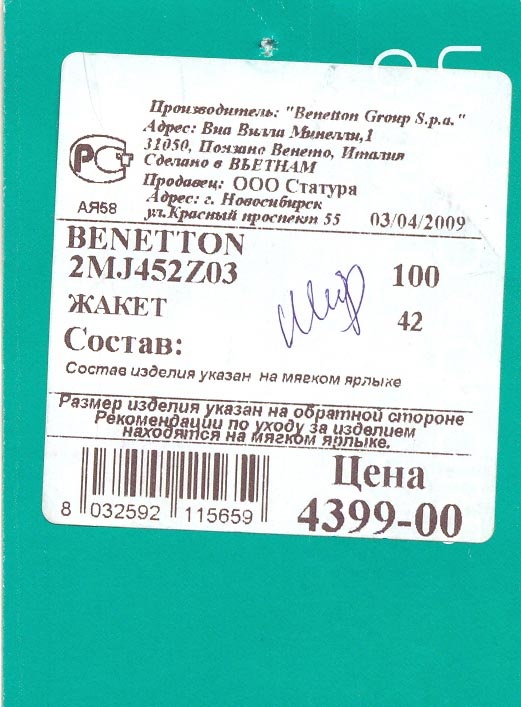 Производитель: "Benetton Group S.p.a."
Адрес: Виа Вилла Минелли,1
31050, Понзано Венето, Италия
Сделано в ВЬЕТНАМ
Продавец: ООО Статура
Адрес: г. Новосибирск
ул.Красный проспект 55 03/04/2009
РСТ
АЯ58
BENETTON
2MJ452Z03 100
ЖАКЕТ 42
Состав:
Состав изделия указан на мягком ярлыке
Размер изделия указан на обратной стороне
Рекомендации по уходу за изделием
находятся на мягком ярлыке.
Цена
8 032592 115659 4399-00